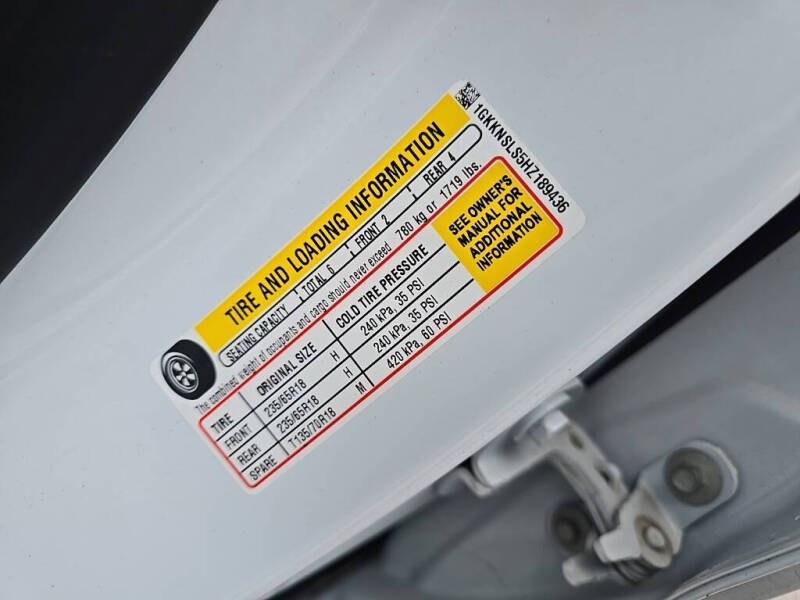 1GKKNSLS5HZ189436
TIRE AND LOADING INFORMATION
SEATING CAPACITY TOTAL 6 FRONT 2 REAR 4
The combined weight of occupants and cargo should never exceed 780 kg or 1719 lbs.
TIRE ORIGINAL SIZE COLD TIRE PRESSURE
FRONT 235/65R18 H 240 kPa, 35 PSI
REAR 235/65R18 H 240 kPa, 35 PSI
SPARE T135/70R18 M 420 kPa, 60 PSI
SEE OWNER'S
MANUAL FOR
ADDITIONAL
INFORMATION